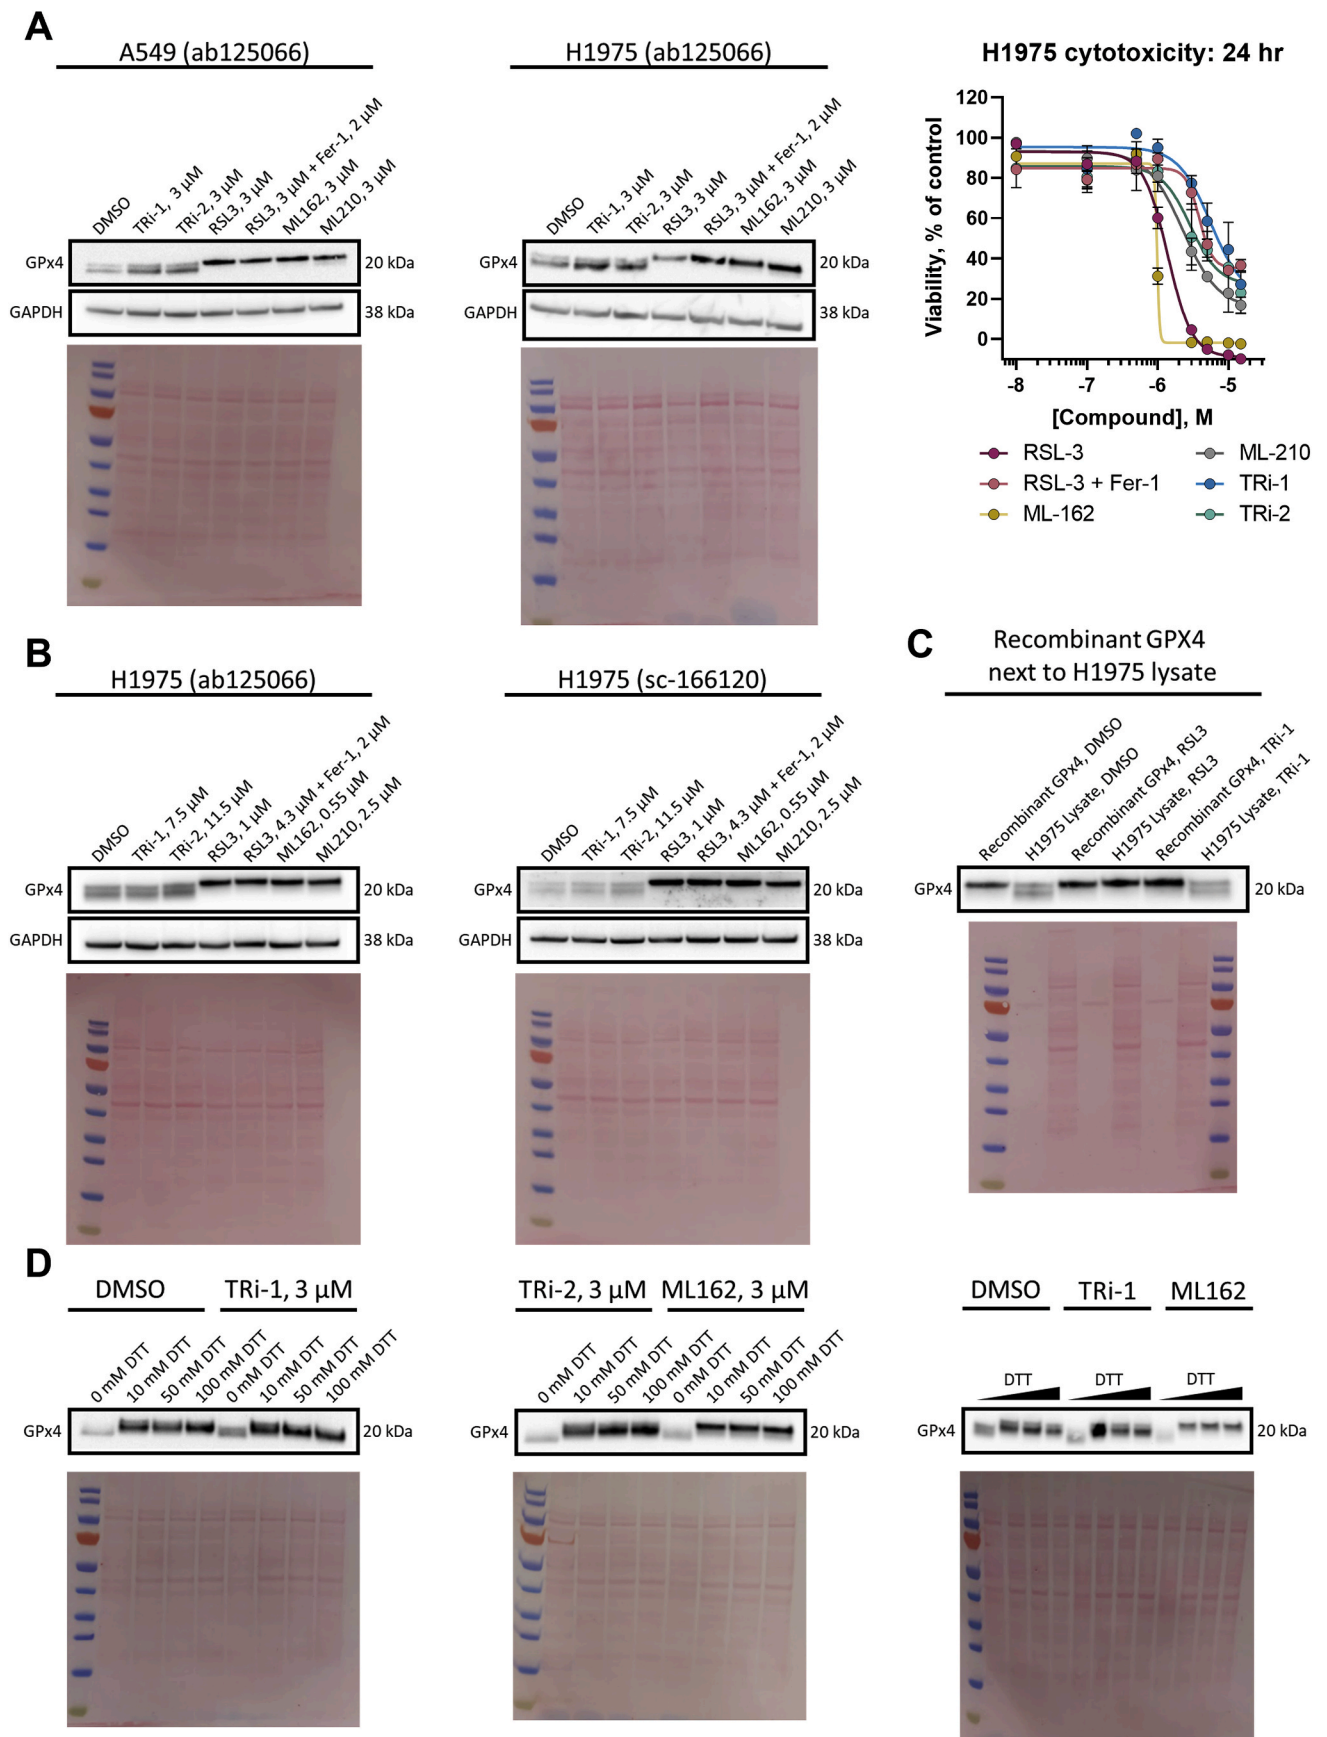 A
A549 (ab125066)
DMSO
TRi-1, 3 µM
TRi-2, 3 µM
RSL3, 3 µM
RSL3, 3 µM + Fer-1, 2 µM
ML162, 3 µM
ML210, 3 µM
GPx4
20 kDa
GAPDH
38 kDa
H1975 (ab125066)
DMSO
TRi-1, 3 µM
TRi-2, 3 µM
RSL3, 3 µM
RSL3, 3 µM + Fer-1, 2 µM
ML162, 3 µM
ML210, 3 µM
GPx4
20 kDa
GAPDH
38 kDa
H1975 cytotoxicity: 24 hr
Viability, % of control
120
100
80
60
40
20
0
-8
-7
-6
-5
[Compound], M
RSL-3
RSL-3 + Fer-1
ML-162
ML-210
TRi-1
TRi-2
B
H1975 (ab125066)
DMSO
TRi-1, 7.5 µM
TRi-2, 11.5 µM
RSL3, 1 µM
RSL3, 4.3 µM + Fer-1, 2 µM
ML162, 0.55 µM
ML210, 2.5 µM
GPx4
20 kDa
GAPDH
38 kDa
H1975 (sc-166120)
DMSO
TRi-1, 7.5 µM
TRi-2, 11.5 µM
RSL3, 1 µM
RSL3, 4.3 µM + Fer-1, 2 µM
ML162, 0.55 µM
ML210, 2.5 µM
GPx4
20 kDa
GAPDH
38 kDa
C
Recombinant GPX4
next to H1975 lysate
Recombinant GPx4, DMSO
H1975 Lysate, DMSO
Recombinant GPx4, RSL3
H1975 Lysate, RSL3
Recombinant GPx4, TRi-1
H1975 Lysate, TRi-1
GPx4
20 kDa
D
DMSO
TRi-1, 3 µM
0 mM DTT
10 mM DTT
50 mM DTT
100 mM DTT
0 mM DTT
10 mM DTT
50 mM DTT
100 mM DTT
GPx4
20 kDa
TRi-2, 3 µM
ML162, 3 µM
0 mM DTT
10 mM DTT
50 mM DTT
100 mM DTT
0 mM DTT
10 mM DTT
50 mM DTT
100 mM DTT
GPx4
20 kDa
DMSO
TRi-1
ML162
DTT
DTT
DTT
GPx4
20 kDa